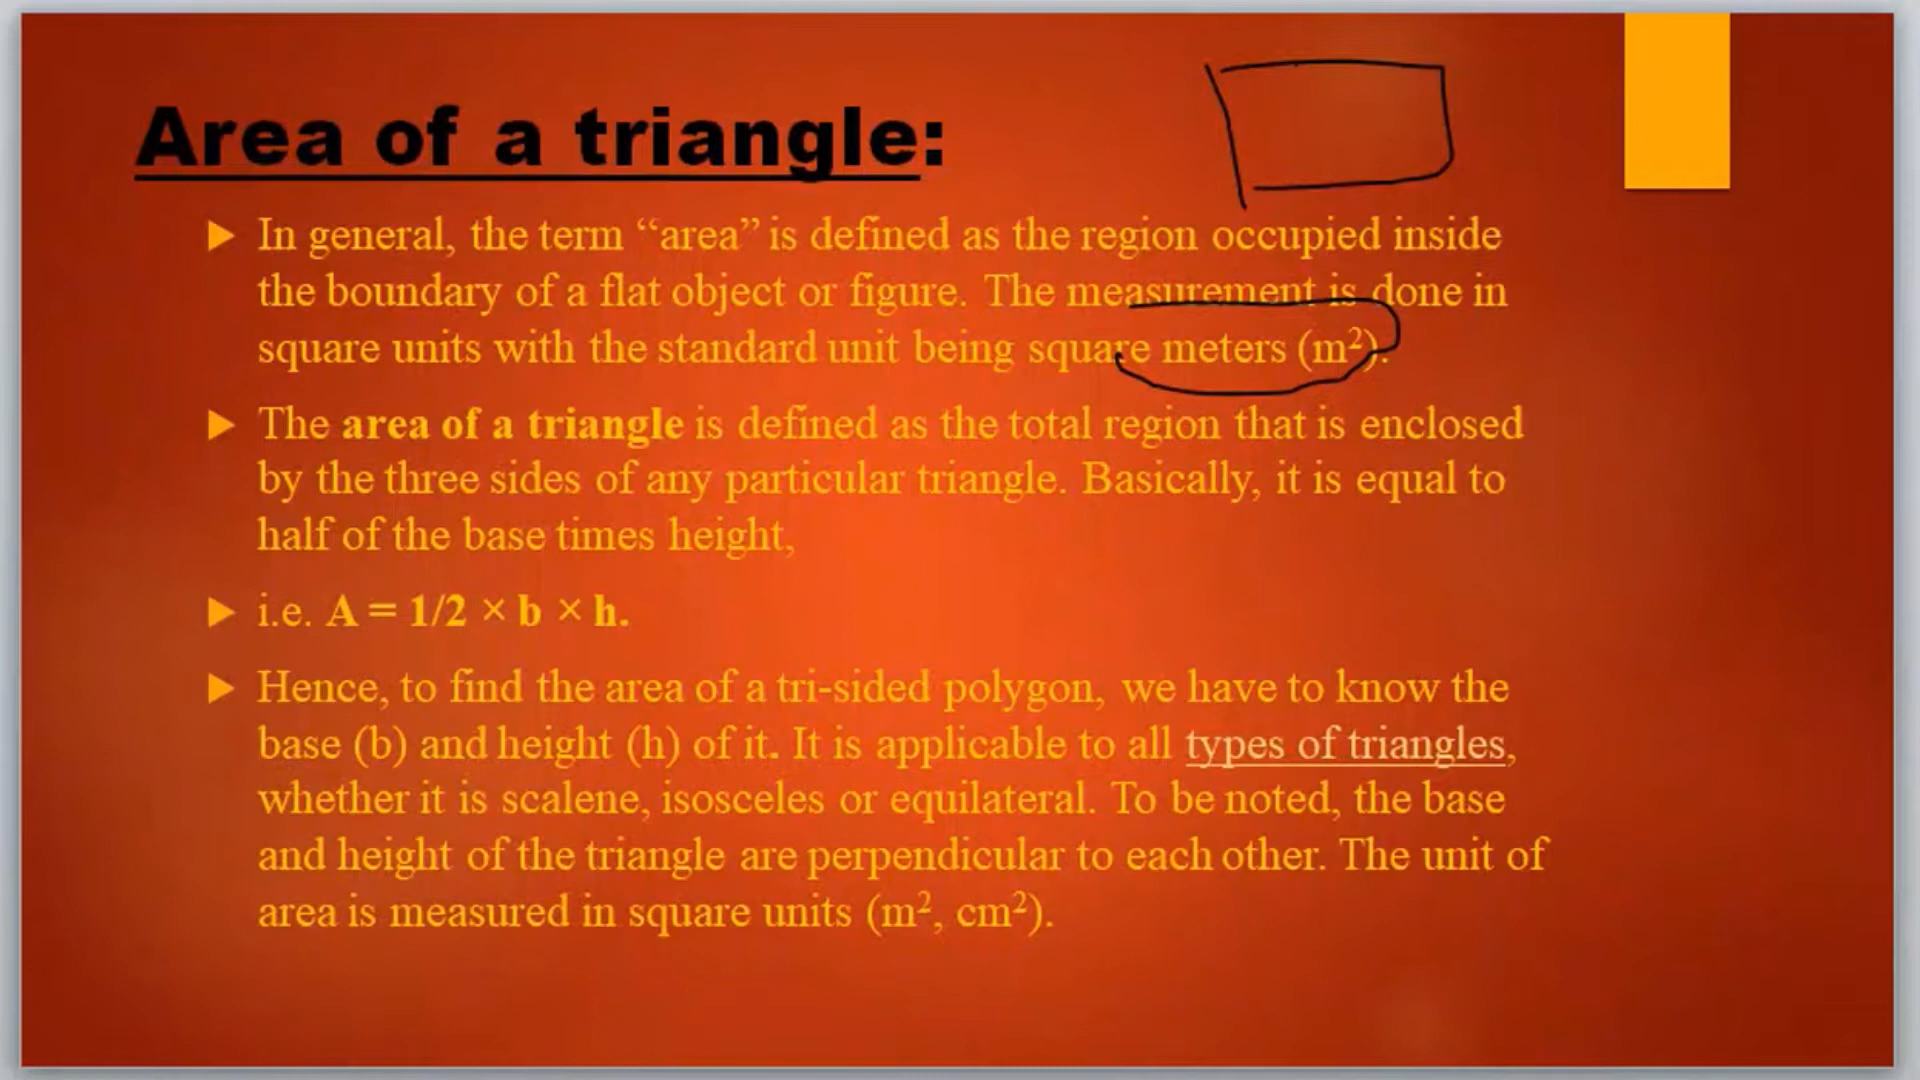 Area of a triangle:
In general, the term “area” is defined as the region occupied inside
the boundary of a flat object or figure. The measurement is done in
square units with the standard unit being square meters (m²).
The area of a triangle is defined as the total region that is enclosed
by the three sides of any particular triangle. Basically, it is equal to
half of the base times height,
i.e. A = 1/2 × b × h.
Hence, to find the area of a tri-sided polygon, we have to know the
base (b) and height (h) of it. It is applicable to all types of triangles,
whether it is scalene, isosceles or equilateral. To be noted, the base
and height of the triangle are perpendicular to each other. The unit of
area is measured in square units (m², cm²).